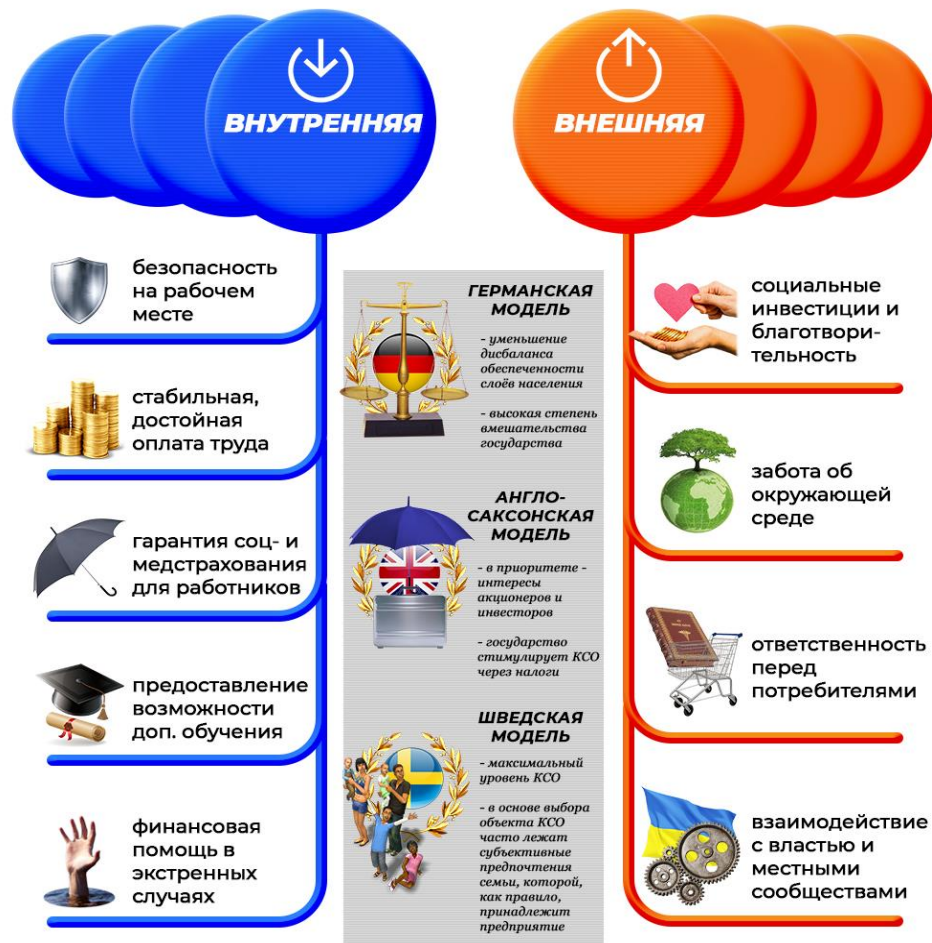 ВНУТРЕННЯЯ
безопасность
на рабочем
месте
стабильная,
достойная
оплата труда
гарантия соц- и
медстрахования
для работников
предоставление
возможности
доп. обучения
финансовая
помощь в
экстренных
случаях
ГЕРМАНСКАЯ
МОДЕЛЬ
- уменьшение
дисбаланса
обеспеченности
слоёв населения
- высокая степень
вмешательства
государства
АНГЛО-
САКСОНСКАЯ
МОДЕЛЬ
- в приоритете -
интересы
акционеров и
инвесторов
- государство
стимулирует КСО
через налоги
ШВЕДСКАЯ
МОДЕЛЬ
- максимальный
уровень КСО
- в основе выбора
объекта КСО
часто лежат
субъективные
предпочтения
семьи, которой,
как правило,
принадлежит
предприятие
ВНЕШНЯЯ
социальные
инвестиции и
благотвори-
тельность
забота об
окружающей
среде
ответственность
перед
потребителями
взаимодействие
с властью и
местными
сообществами